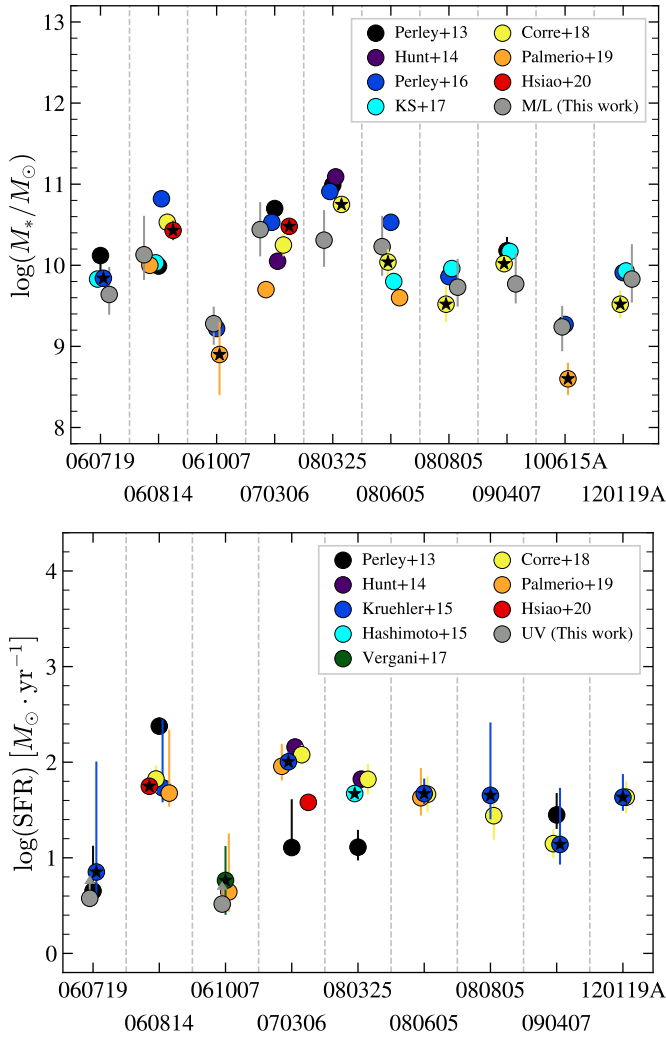 13
12
11
10
9
8
log(M*/M⊙)
Perley+13
Hunt+14
Perley+16
KS+17
Corre+18
Palmerio+19
Hsiao+20
M/L (This work)
060719
061007
080325
080805
100615A
060814
070306
080605
090407
120119A
4
3
2
1
0
log(SFR) [M⊙ · yr⁻¹]
Perley+13
Hunt+14
Kruehler+15
Hashimoto+15
Vergani+17
Corre+18
Palmerio+19
Hsiao+20
UV (This work)
060719
061007
080325
080805
120119A
060814
070306
080605
090407